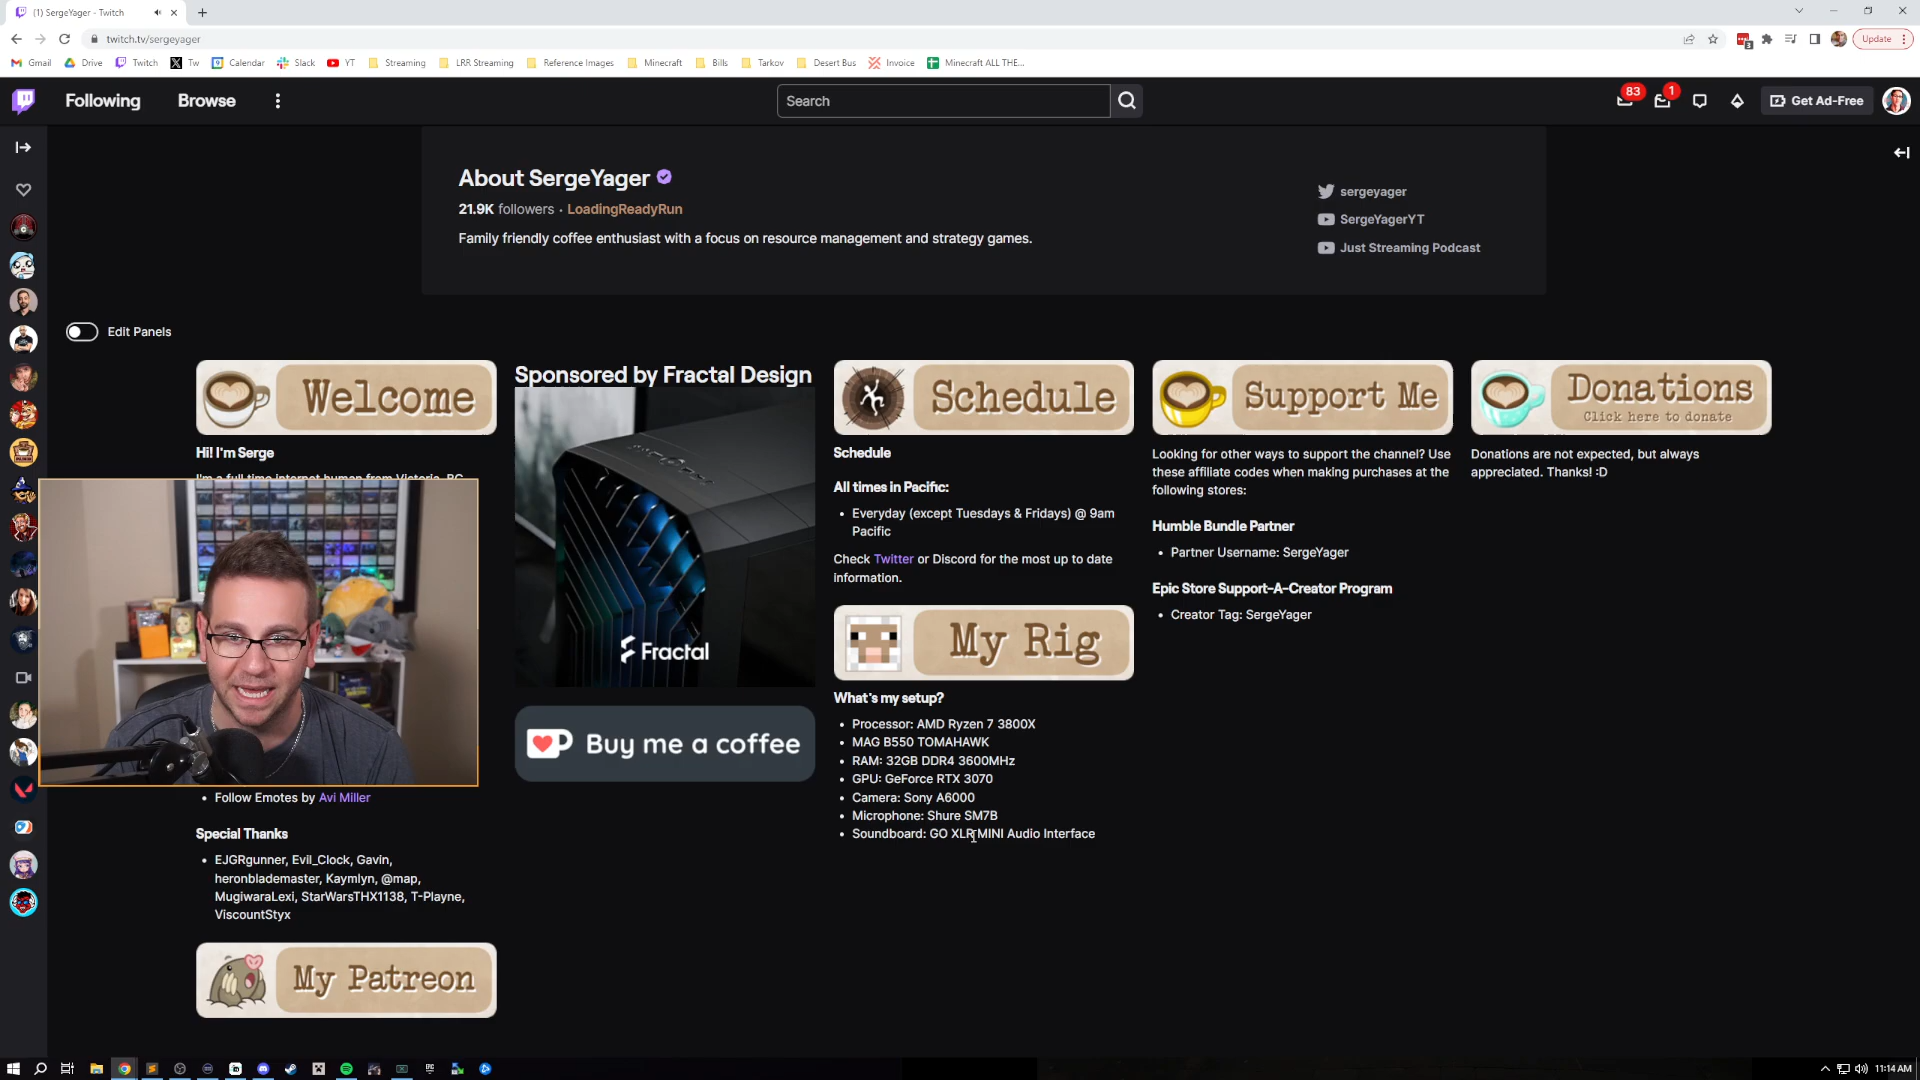 (1) SergeYager - Twitch
twitch.tv/sergeyager
Update
Gmail
Drive
Twitch
Tw
Calendar
Slack
YT
Streaming
LRR Streaming
Reference Images
Minecraft
Bills
Tarkov
Desert Bus
Invoice
Minecraft ALL THE...
Following
Browse
Search
83
1
Get Ad-Free
About SergeYager
21.9K followers · LoadingReadyRun
Family friendly coffee enthusiast with a focus on resource management and strategy games.
sergeyager
SergeYagerYT
Just Streaming Podcast
Edit Panels
Welcome
Hi! I'm Serge
I'm a full time internet human from Victoria, BC
• Follow Emotes by Avi Miller
Special Thanks
• EJGRgunner, Evil_Clock, Gavin,
heronblademaster, Kaymlyn, @map,
MugiwaraLexi, StarWarsTHX1138, T-Playne,
ViscountStyx
My Patreon
Sponsored by Fractal Design
Fractal
Buy me a coffee
Schedule
Schedule
All times in Pacific:
• Everyday (except Tuesdays & Fridays) @ 9am
Pacific
Check Twitter or Discord for the most up to date
information.
My Rig
What's my setup?
• Processor: AMD Ryzen 7 3800X
• MAG B550 TOMAHAWK
• RAM: 32GB DDR4 3600MHz
• GPU: GeForce RTX 3070
• Camera: Sony A6000
• Microphone: Shure SM7B
• Soundboard: GO XLR MINI Audio Interface
Support Me
Looking for other ways to support the channel? Use
these affiliate codes when making purchases at the
following stores:
Humble Bundle Partner
• Partner Username: SergeYager
Epic Store Support-A-Creator Program
• Creator Tag: SergeYager
Donations
Click here to donate
Donations are not expected, but always
appreciated. Thanks! :D
11:14 AM